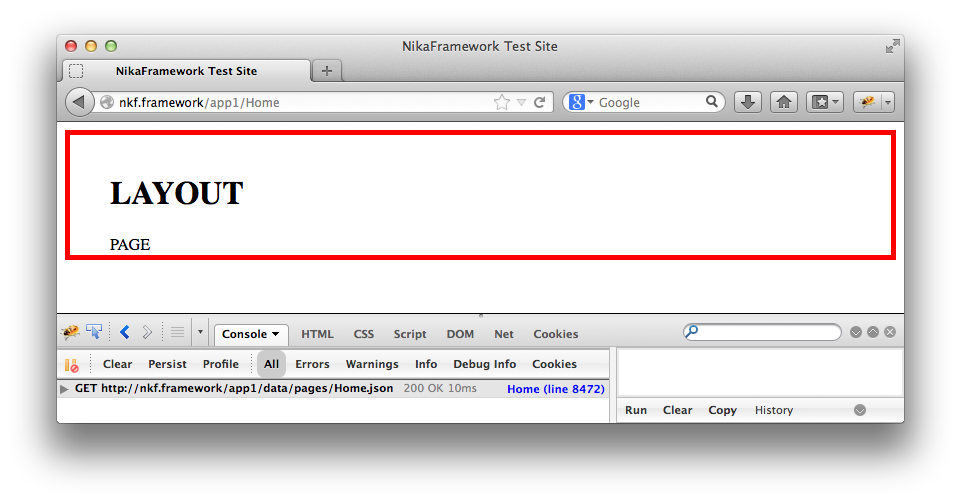 NikaFramework Test Site
NikaFramework Test Site
nkf.framework/app1/Home
Google
LAYOUT
PAGE
Console HTML CSS Script DOM Net Cookies
Clear Persist Profile All Errors Warnings Info Debug Info Cookies
GET http://nkf.framework/app1/data/pages/Home.json 200 OK 10ms Home (line 8472)
Run Clear Copy History